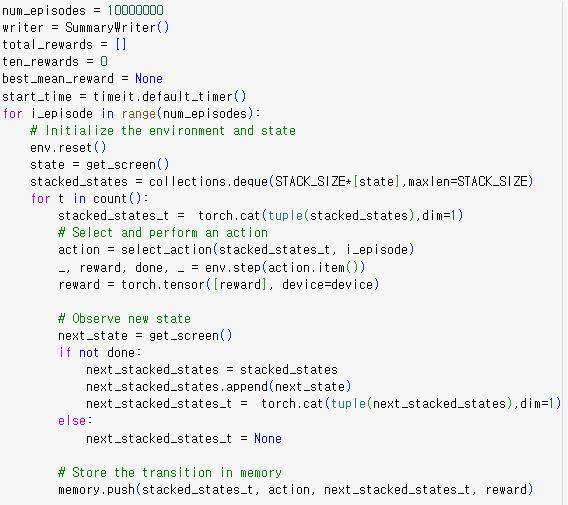 num_episodes = 10000000
writer = SummaryWriter()
total_rewards = []
ten_rewards = 0
best_mean_reward = None
start_time = timeit.default_timer()
for i_episode in range(num_episodes):
    # Initialize the environment and state
    env.reset()
    state = get_screen()
    stacked_states = collections.deque(STACK_SIZE*[state],maxlen=STACK_SIZE)
    for t in count():
        stacked_states_t =  torch.cat(tuple(stacked_states),dim=1)
        # Select and perform an action
        action = select_action(stacked_states_t, i_episode)
        _, reward, done, _ = env.step(action.item())
        reward = torch.tensor([reward], device=device)

        # Observe new state
        next_state = get_screen()
        if not done:
            next_stacked_states = stacked_states
            next_stacked_states.append(next_state)
            next_stacked_states_t =  torch.cat(tuple(next_stacked_states),dim=1)
        else:
            next_stacked_states_t = None

        # Store the transition in memory
        memory.push(stacked_states_t, action, next_stacked_states_t, reward)